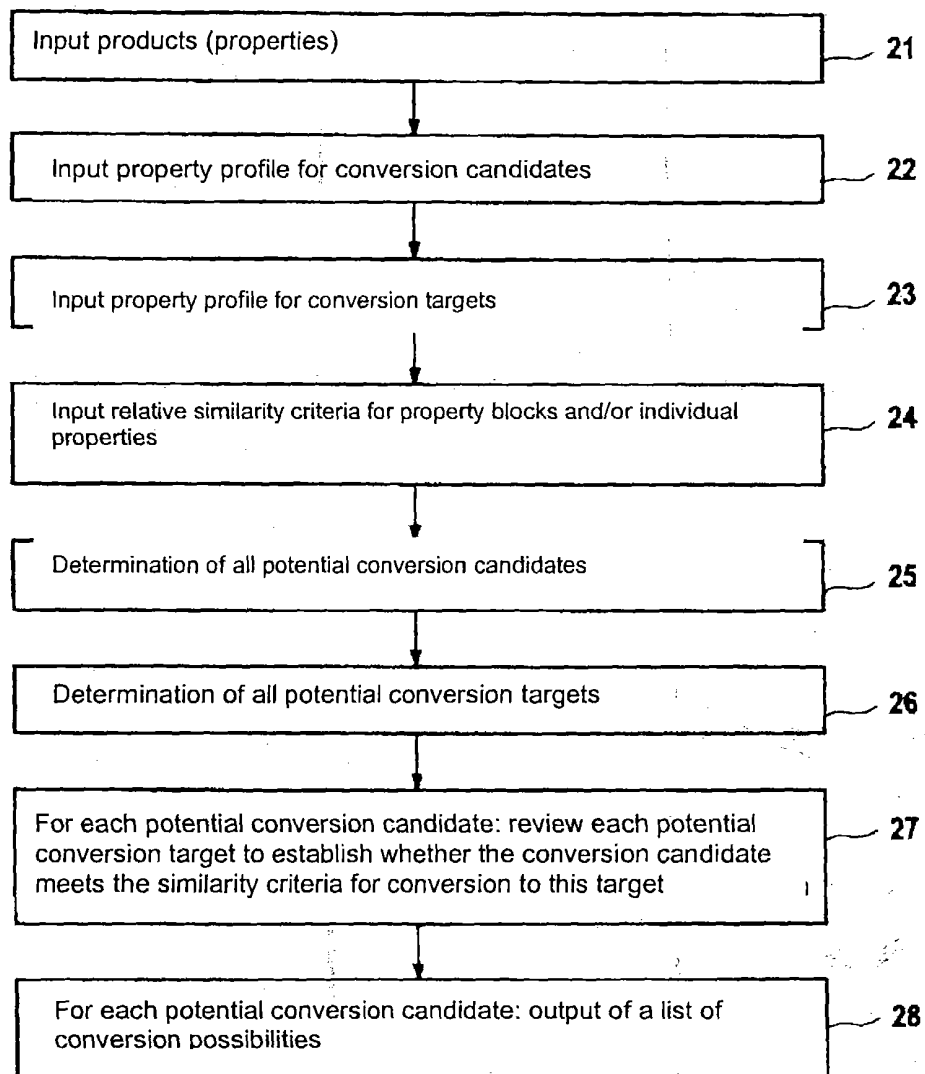 Input products (properties)
21
Input property profile for conversion candidates
22
Input property profile for conversion targets
23
Input relative similarity criteria for property blocks and/or individual
properties
24
Determination of all potential conversion candidates
25
Determination of all potential conversion targets
26
For each potential conversion candidate: review each potential
conversion target to establish whether the conversion candidate
meets the similarity criteria for conversion to this target
27
For each potential conversion candidate: output of a list of
conversion possibilities
28